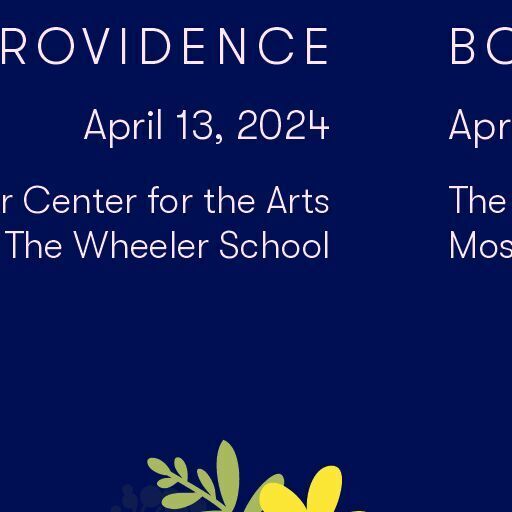 ROVIDENCE
April 13, 2024
r Center for the Arts
The Wheeler School
BO
Apr
The
Mos